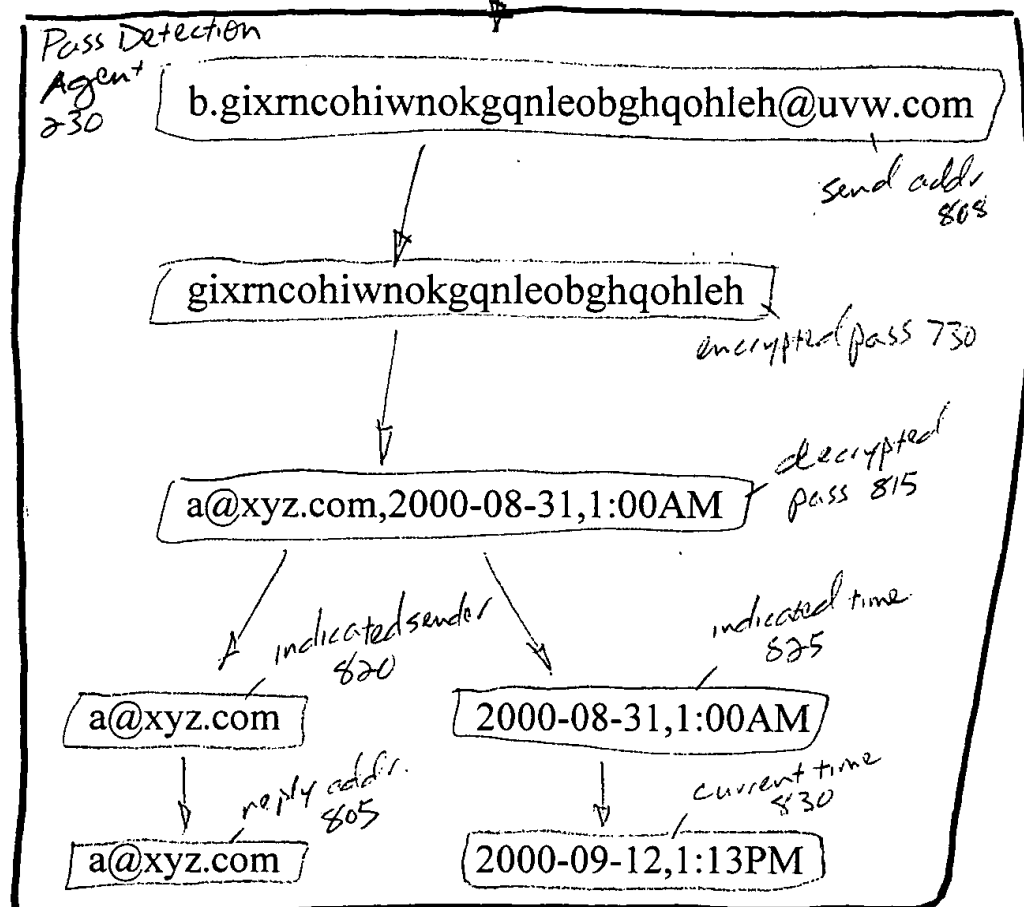 Pass Detection
Agent
230
b.gixrncohiwnokgqnleobghqohleh@uvw.com
send addr
808
gixrncohiwnokgqnleobghqohleh
encrypted pass 730
decrypted
pass 815
a@xyz.com,2000-08-31,1:00AM
indicated sender
820
indicated time
825
a@xyz.com
2000-08-31,1:00AM
reply addr.
805
current time
830
a@xyz.com
2000-09-12,1:13PM